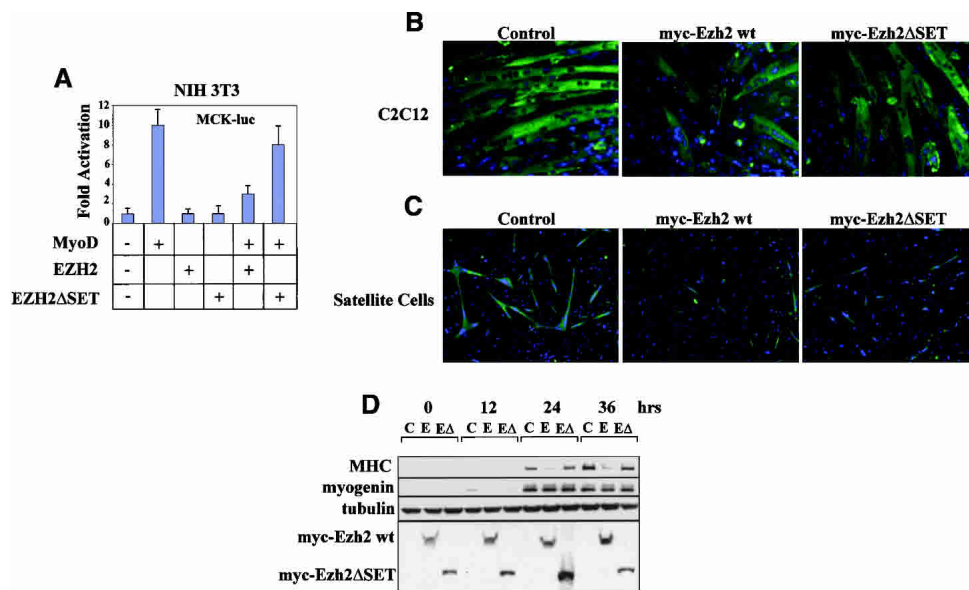 A
NIH 3T3
MCK-luc
Fold Activation
12
10
8
6
4
2
0
MyoD - + + +
EZH2 - + +
EZH2ΔSET - + +
B
Control myc-Ezh2 wt myc-Ezh2ΔSET
C2C12
C
Control myc-Ezh2 wt myc-Ezh2ΔSET
Satellite Cells
D
0 12 24 36 hrs
C E EΔ C E EΔ C E EΔ C E EΔ
MHC
myogenin
tubulin
myc-Ezh2 wt
myc-Ezh2ΔSET